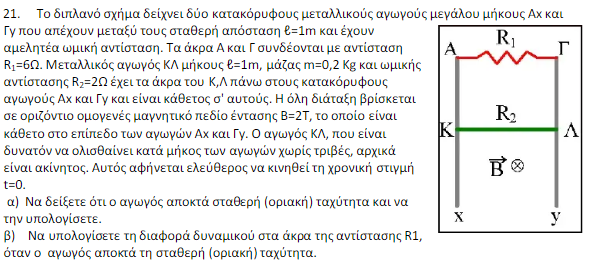 21. Το διπλανό σχήμα δείχνει δύο κατακόρυφους μεταλλικούς αγωγούς μεγάλου μήκους Αx και
Γy που απέχουν μεταξύ τους σταθερή απόσταση ℓ=1m και έχουν
αμελητέα ωμική αντίσταση. Τα άκρα Α και Γ συνδέονται με αντίσταση
R₁=6Ω. Μεταλλικός αγωγός ΚΛ μήκους ℓ=1m, μάζας m=0,2 Kg και ωμικής
αντίστασης R₂=2Ω έχει τα άκρα του Κ,Λ πάνω στους κατακόρυφους
αγωγούς Αx και Γy και είναι κάθετος σ' αυτούς. Η όλη διάταξη βρίσκεται
σε οριζόντιο ομογενές μαγνητικό πεδίο έντασης Β=2Τ, το οποίο είναι
κάθετο στο επίπεδο των αγωγών Αx και Γy. Ο αγωγός ΚΛ, που είναι
δυνατόν να ολισθαίνει κατά μήκος των αγωγών χωρίς τριβές, αρχικά
είναι ακίνητος. Αυτός αφήνεται ελεύθερος να κινηθεί τη χρονική στιγμή
t=0.
α) Να δείξετε ότι ο αγωγός αποκτά σταθερή (οριακή) ταχύτητα και να
την υπολογίσετε.
β) Να υπολογίσετε τη διαφορά δυναμικού στα άκρα της αντίστασης R1,
όταν ο αγωγός αποκτά τη σταθερή (οριακή) ταχύτητα.
A R₁ Γ
K R₂ Λ
B⃗ ⊗
x y